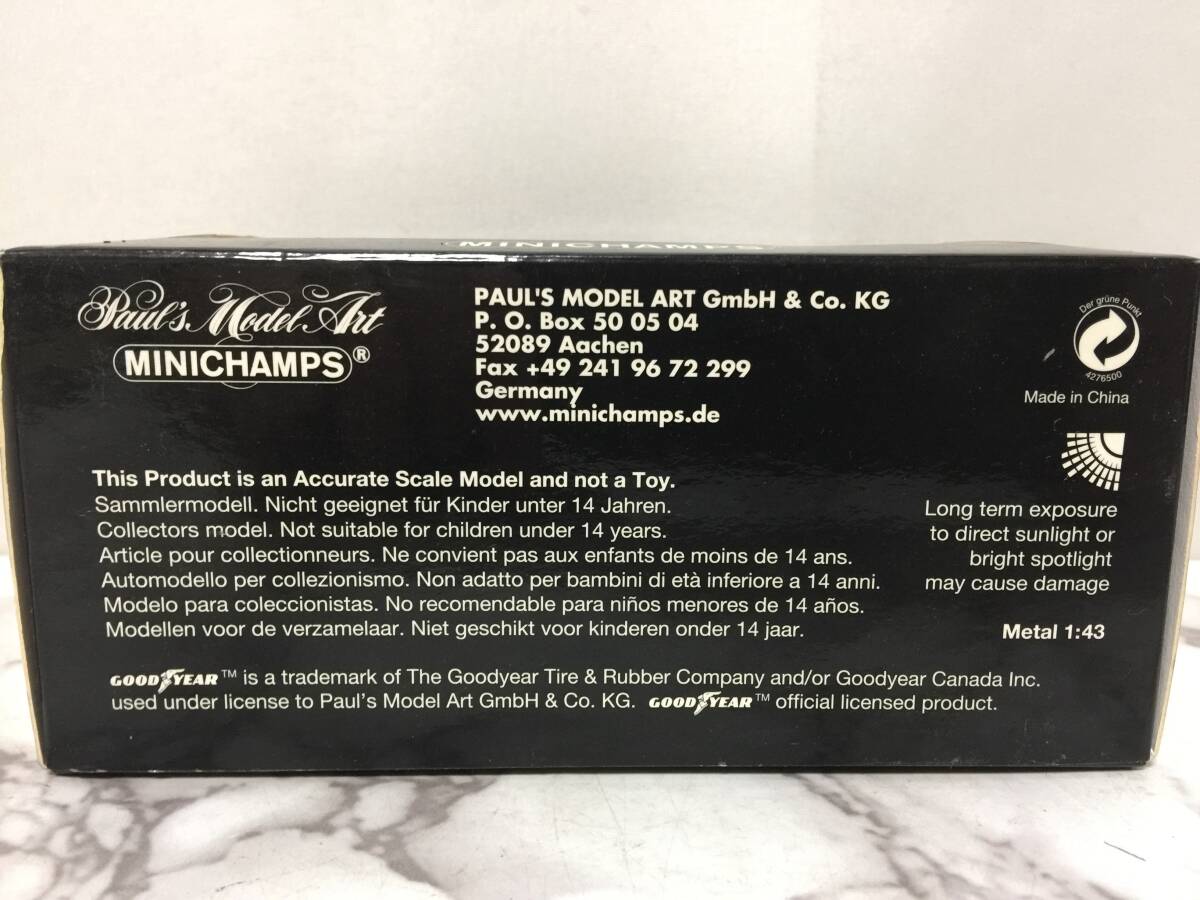 MINICHAMPS
Paul's Model Art
MINICHAMPS®
PAUL'S MODEL ART GmbH & Co. KG
P. O. Box 50 05 04
52089 Aachen
Fax +49 241 96 72 299
Germany
www.minichamps.de
Der grüne Punkt
4276500
Made in China
This Product is an Accurate Scale Model and not a Toy.
Sammlermodell. Nicht geeignet für Kinder unter 14 Jahren.
Collectors model. Not suitable for children under 14 years.
Article pour collectionneurs. Ne convient pas aux enfants de moins de 14 ans.
Automodello per collezionismo. Non adatto per bambini di età inferiore a 14 anni.
Modelo para coleccionistas. No recomendable para niños menores de 14 años.
Modellen voor de verzamelaar. Niet geschikt voor kinderen onder 14 jaar.
Long term exposure
to direct sunlight or
bright spotlight
may cause damage
Metal 1:43
GOODYEAR™ is a trademark of The Goodyear Tire & Rubber Company and/or Goodyear Canada Inc.
used under license to Paul's Model Art GmbH & Co. KG. GOODYEAR™ official licensed product.